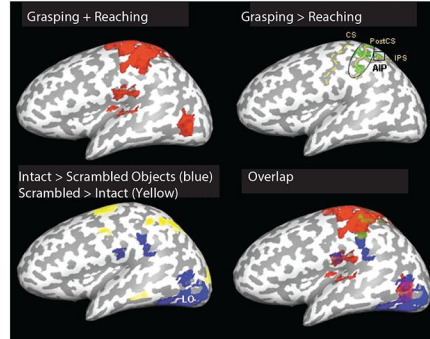 Grasping + Reaching
Grasping > Reaching
CS
PostCS
IPS
AIP
Intact > Scrambled Objects (blue)
Scrambled > Intact (Yellow)
Overlap
LO